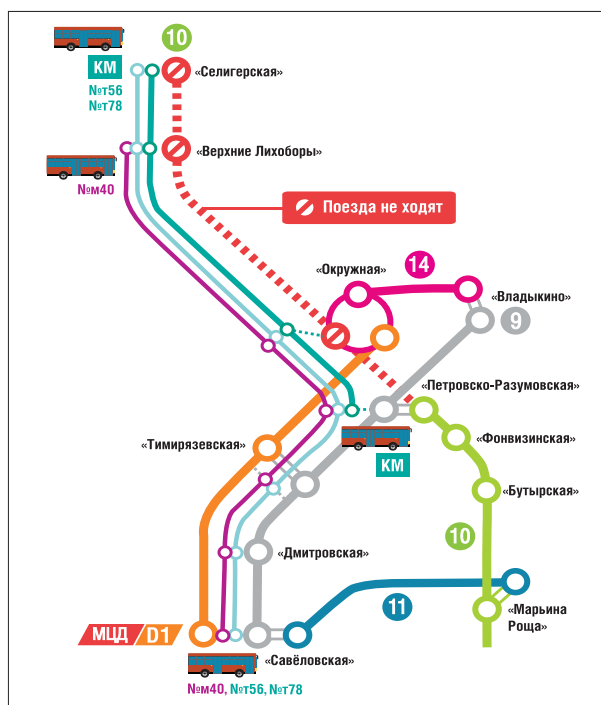 10
КМ
«Селигерская»
№т56
№т78
«Верхние Лихоборы»
№м40
Поезда не ходят
«Окружная»
14
«Владыкино»
9
«Петровско-Разумовская»
«Тимирязевская»
«Фонвизинская»
КМ
«Бутырская»
10
«Дмитровская»
11
«Марьина
Роща»
МЦД D1
«Савёловская»
№м40, №т56, №т78